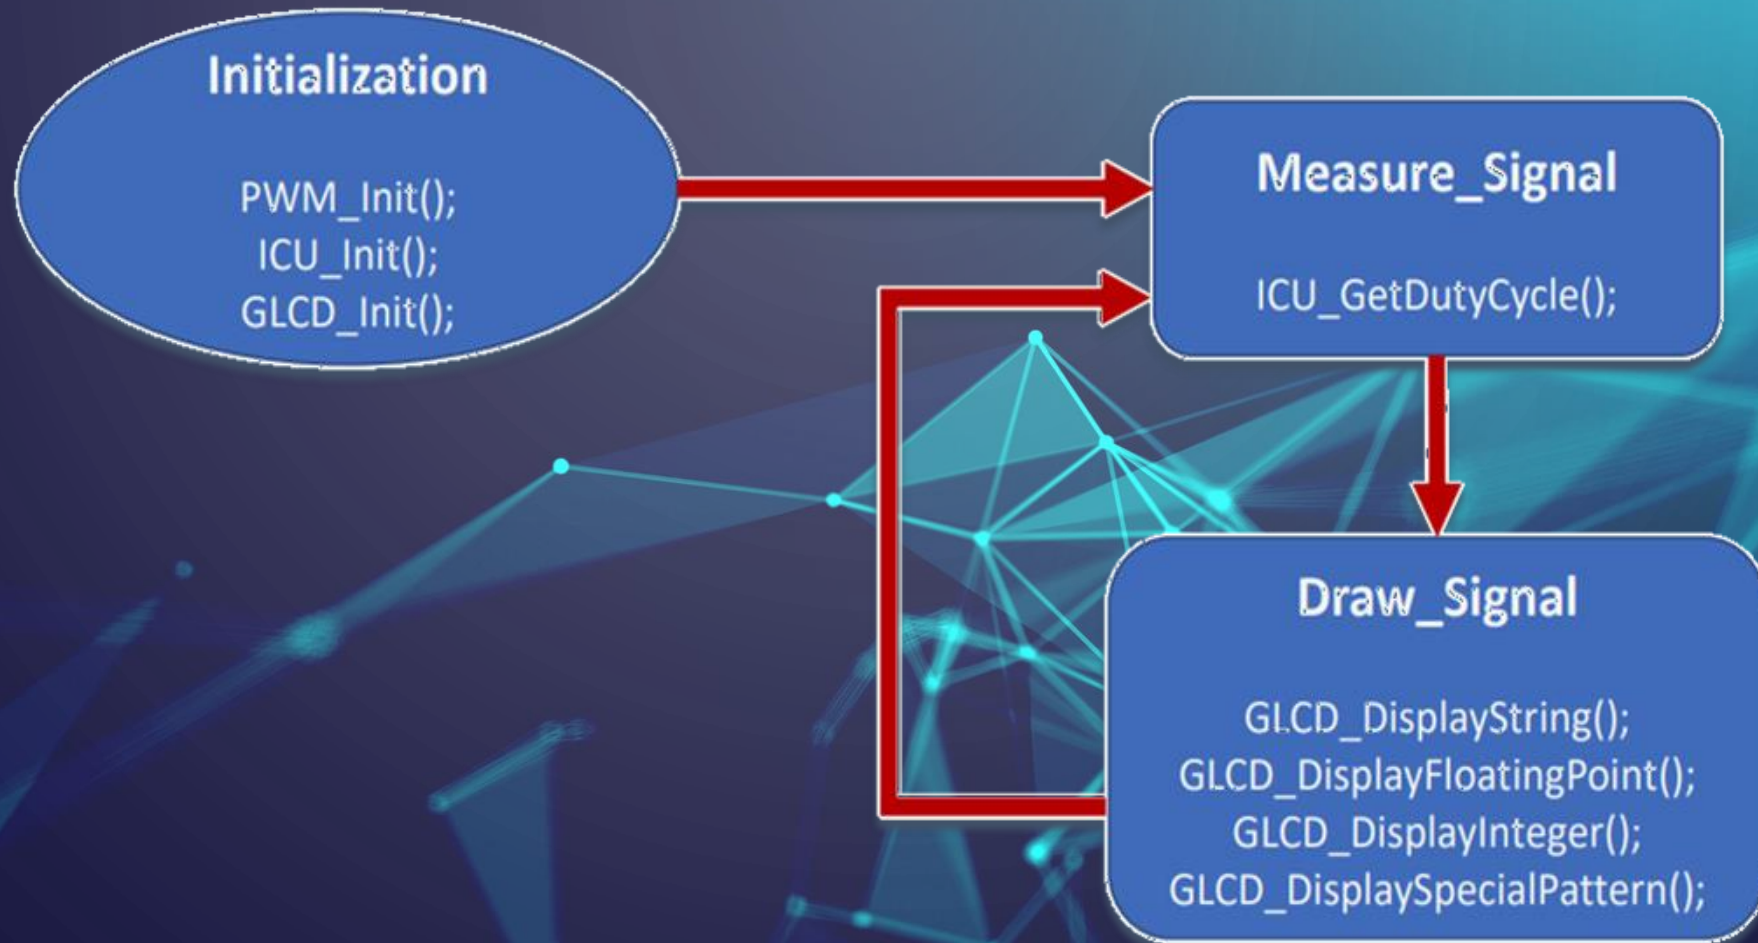 Initialization
PWM_Init();
ICU_Init();
GLCD_Init();
Measure_Signal
ICU_GetDutyCycle();
Draw_Signal
GLCD_DisplayString();
GLCD_DisplayFloatingPoint();
GLCD_DisplayInteger();
GLCD_DisplaySpecialPattern();